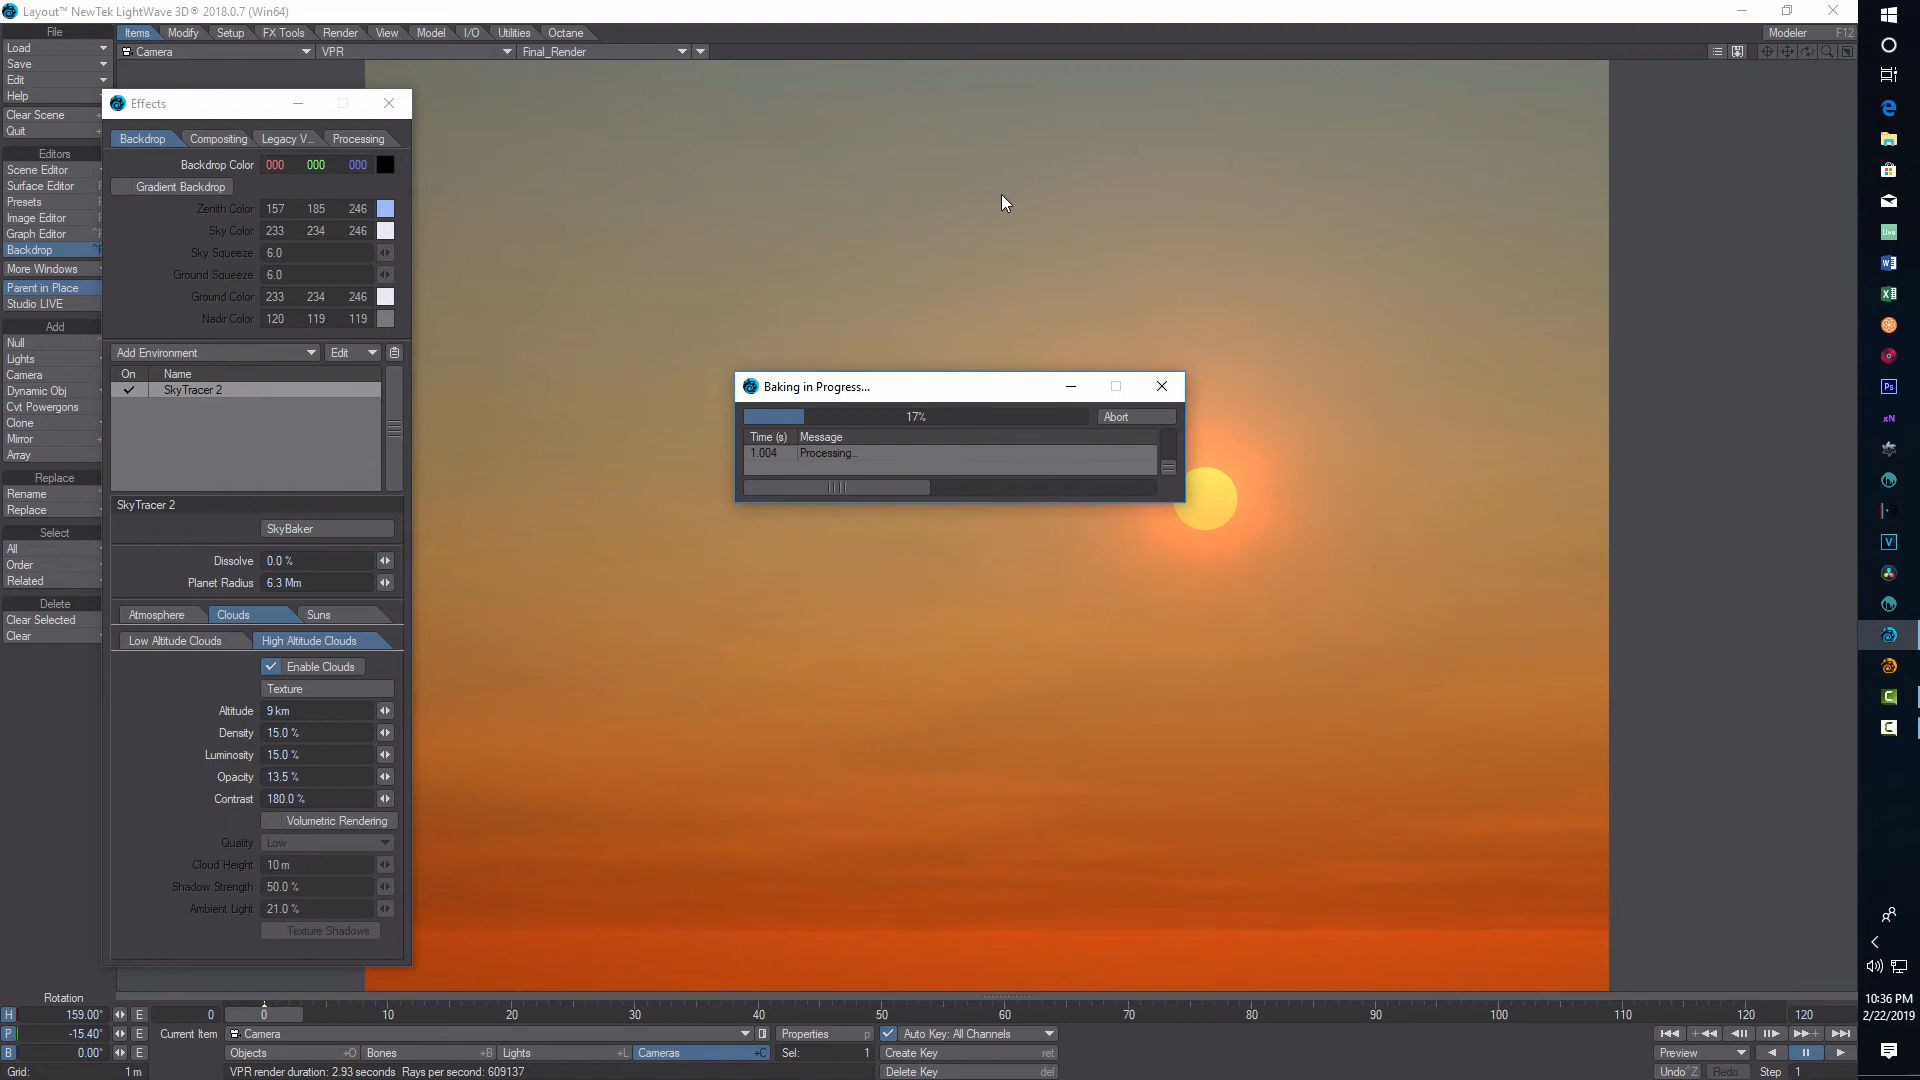 Layout™ NewTek LightWave 3D® 2018.0.7 (Win64)
File
Items Modify Setup FX Tools Render View Model I/O Utilities Octane
Modeler F12
Load
Camera VPR Final_Render
Save
Edit
Help
Clear Scene
Quit
Editors
Scene Editor
Surface Editor
Presets
Image Editor
Graph Editor
Backdrop
More Windows
Parent in Place
Studio LIVE
Add
Null
Lights
Camera
Dynamic Obj
Cvt Powergons
Clone
Mirror
Array
Replace
Rename
Replace
Select
All
Order
Related
Delete
Clear Selected
Clear
Effects
Backdrop Compositing Legacy V... Processing
Backdrop Color 000 000 000
Gradient Backdrop
Zenith Color 157 185 246
Sky Color 233 234 246
Sky Squeeze 6.0
Ground Squeeze 6.0
Ground Color 233 234 246
Nadir Color 120 119 119
Add Environment Edit
On Name
SkyTracer 2
SkyTracer 2
SkyBaker
Dissolve 0.0 %
Planet Radius 6.3 Mm
Atmosphere Clouds Suns
Low Altitude Clouds High Altitude Clouds
Enable Clouds
Texture
Altitude 9 km
Density 15.0 %
Luminosity 15.0 %
Opacity 13.5 %
Contrast 180.0 %
Volumetric Rendering
Quality Low
Cloud Height 10 m
Shadow Strength 50.0 %
Ambient Light 21.0 %
Texture Shadows
Baking in Progress...
17% Abort
Time (s) Message
1.004 Processing...
Live
Ps
xN
V
10:36 PM
2/22/2019
Rotation
H 159.00° E 0 0 10 20 30 40 50 60 70 80 90 100 110 120 120
P -15.40° E Current Item Camera Properties p Auto Key: All Channels
B 0.00° E Objects +O Bones +B Lights +L Cameras +C Sel: 1 Create Key ret Preview
Grid: 1 m VPR render duration: 2.93 seconds Rays per second: 609137 Delete Key del Undo ^Z Redo Step 1